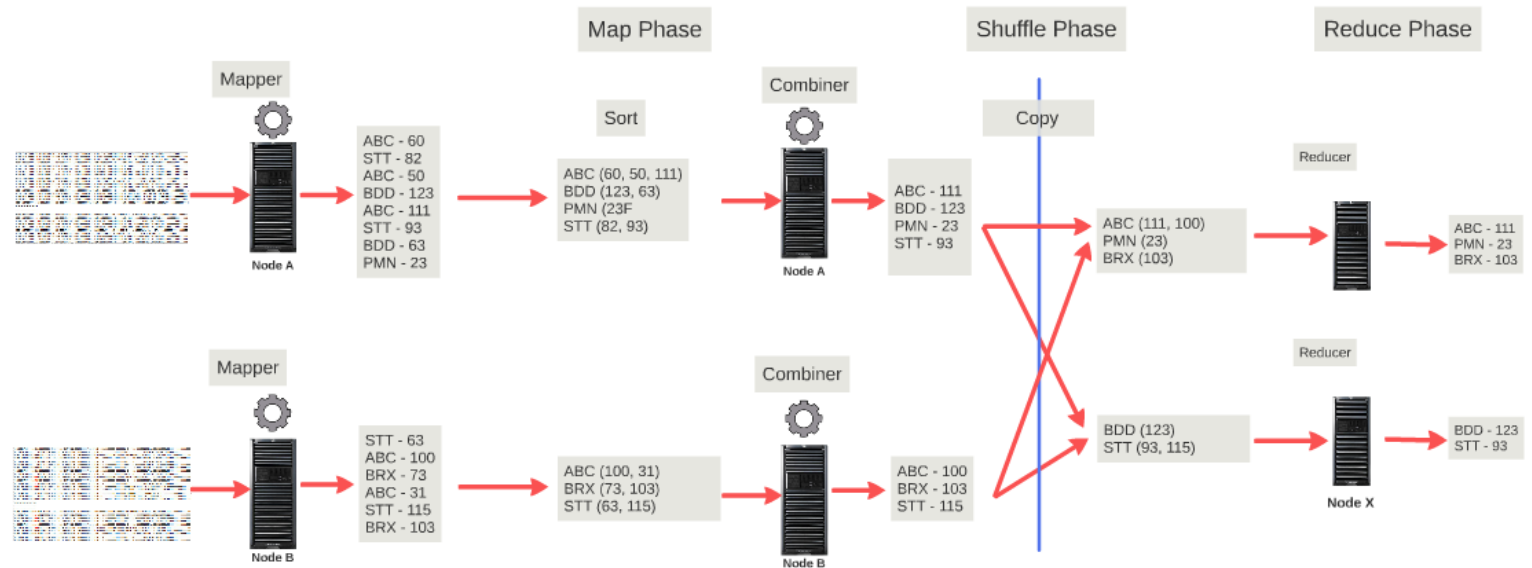 Map Phase
Shuffle Phase
Reduce Phase
Mapper
Combiner
Sort
Copy
Reducer
ABC - 60
STT - 82
ABC - 50
BDD - 123
ABC - 111
STT - 93
BDD - 63
PMN - 23
Node A
ABC (60, 50, 111)
BDD (123, 63)
PMN (23F
STT (82, 93)
Node A
ABC - 111
BDD - 123
PMN - 23
STT - 93
ABC (111, 100)
PMN (23)
BRX (103)
ABC - 111
PMN - 23
BRX - 103
Mapper
Combiner
Reducer
STT - 63
ABC - 100
BRX - 73
ABC - 31
STT - 115
BRX - 103
Node B
ABC (100, 31)
BRX (73, 103)
STT (63, 115)
Node B
ABC - 100
BRX - 103
STT - 115
BDD (123)
STT (93, 115)
Node X
BDD - 123
STT - 93